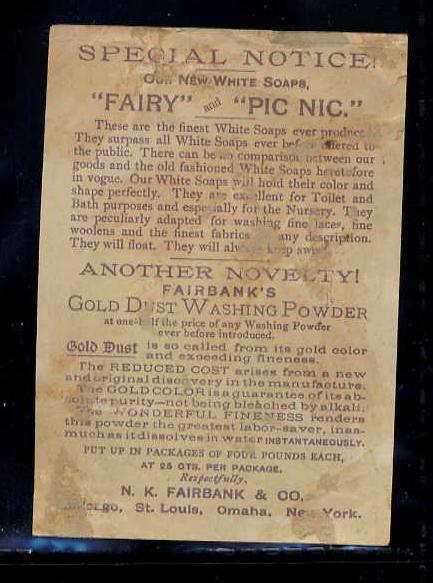 SPECIAL NOTICE!
OUR NEW WHITE SOAPS,
"FAIRY" and "PIC NIC."
These are the finest White Soaps ever produced
They surpass all White Soaps ever before offered to
the public. There can be no comparison between our
goods and the old fashioned White Soaps heretofore
in vogue. Our White Soaps will hold their color and
shape perfectly. They are excellent for Toilet and
Bath purposes and especially for the Nursery. They
are peculiarly adapted for washing fine laces, fine
woolens and the finest fabrics any description.
They will float. They will always keep sweet.
ANOTHER NOVELTY!
FAIRBANK'S
GOLD DUST WASHING POWDER
at one-half the price of any Washing Powder
ever before introduced.
Gold Dust is so called from its gold color
and exceeding fineness.
The REDUCED COST arises from a new
and original discovery in the manufacture.
The GOLD COLOR is a guarantee of its ab-
solute purity—not being bleached by alkali.
The WONDERFUL FINENESS renders
this powder the greatest labor-saver, inas-
much as it dissolves in water INSTANTANEOUSLY.
PUT UP IN PACKAGES OF FOUR POUNDS EACH,
AT 25 CTS. PER PACKAGE.
Respectfully,
N. K. FAIRBANK & CO.
Chicago, St. Louis, Omaha, New York.